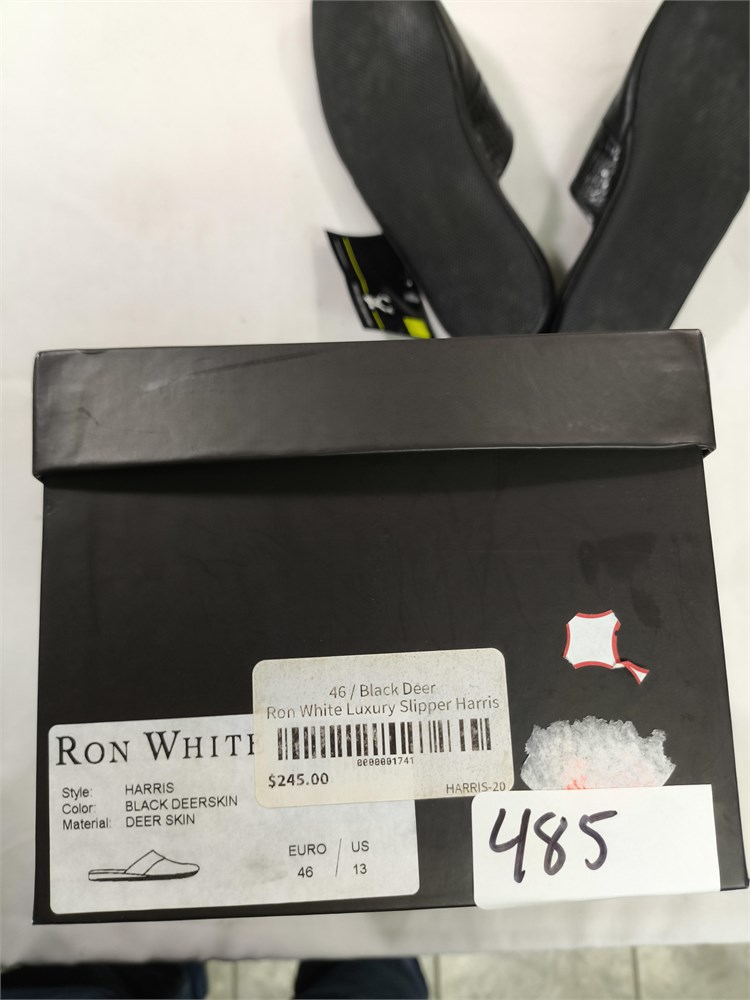 46 / Black Deer
Ron White Luxury Slipper Harris
0000001741
$245.00
HARRIS-20
RON WHITE
Style: HARRIS
Color: BLACK DEERSKIN
Material: DEER SKIN
EURO / US
46 13
485